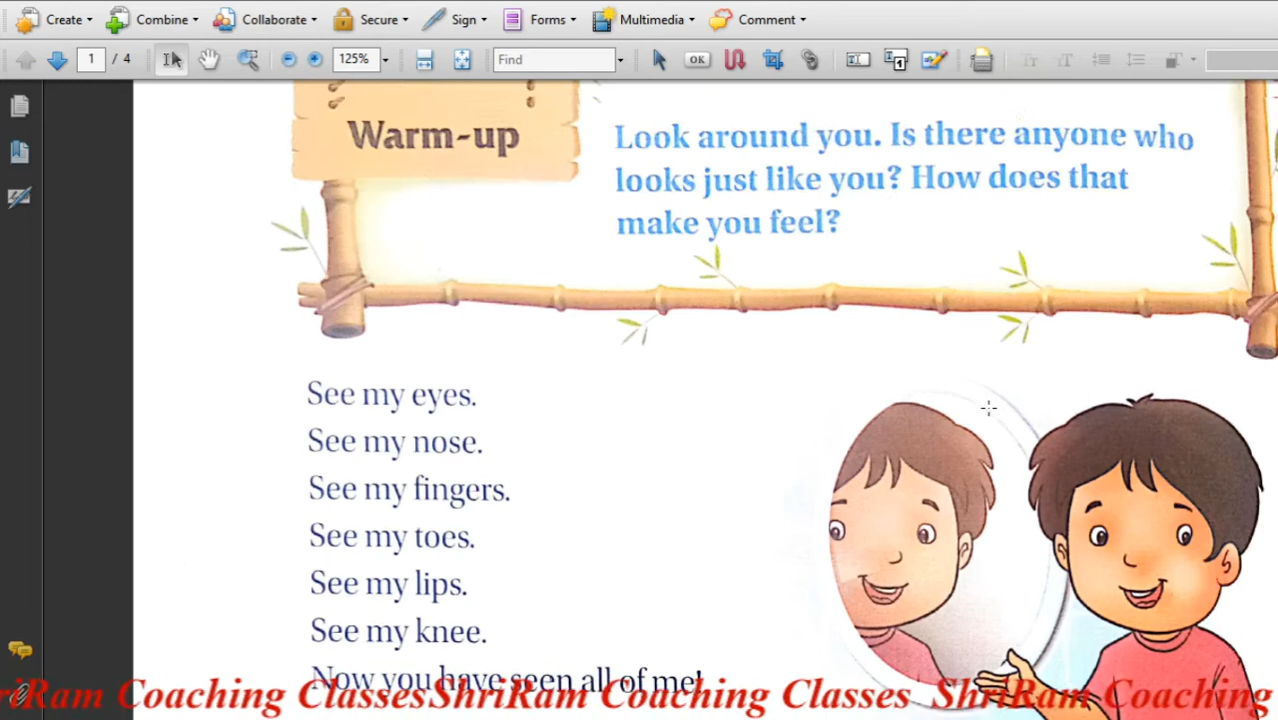 Create Combine Collaborate Secure Sign Forms Multimedia Comment
1 / 4 125% Find OK
Warm-up
Look around you. Is there anyone who
looks just like you? How does that
make you feel?
See my eyes.
See my nose.
See my fingers.
See my toes.
See my lips.
See my knee.
Now you have seen all of me!
riRam Coaching ClassesShriRam Coaching Classes ShriRam Coaching